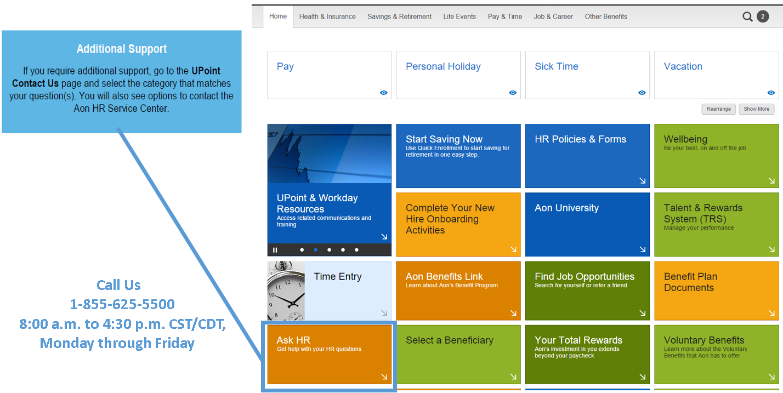 Additional Support
If you require additional support, go to the UPoint
Contact Us page and select the category that matches
your question(s). You will also see options to contact the
Aon HR Service Center.
Call Us
1-855-625-5500
8:00 a.m. to 4:30 p.m. CST/CDT,
Monday through Friday
Home Health & Insurance Savings & Retirement Life Events Pay & Time Job & Career Other Benefits 2
Pay Personal Holiday Sick Time Vacation
Rearrange Show More
UPoint & Workday
Resources
Access related communications and
training
Start Saving Now
Use Quick Enrollment to start saving for
retirement in one easy step.
HR Policies & Forms
Wellbeing
Be your best, on and off the job
Complete Your New
Hire Onboarding
Activities
Aon University
Talent & Rewards
System (TRS)
Manage your performance
Time Entry
Aon Benefits Link
Learn about Aon's Benefit Program
Find Job Opportunities
Search for yourself or refer a friend
Benefit Plan
Documents
Ask HR
Get help with your HR questions
Select a Beneficiary
Your Total Rewards
Aon's investment in you extends
beyond your paycheck
Voluntary Benefits
Learn more about the Voluntary
Benefits that Aon has to offer